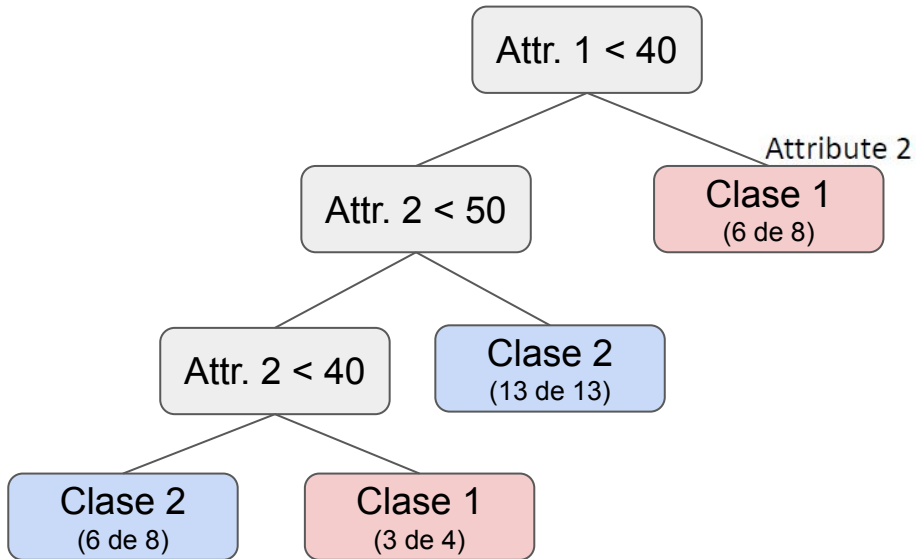 Attr. 1 < 40
Attribute 2
Attr. 2 < 50
Clase 1
(6 de 8)
Attr. 2 < 40
Clase 2
(13 de 13)
Clase 2
(6 de 8)
Clase 1
(3 de 4)